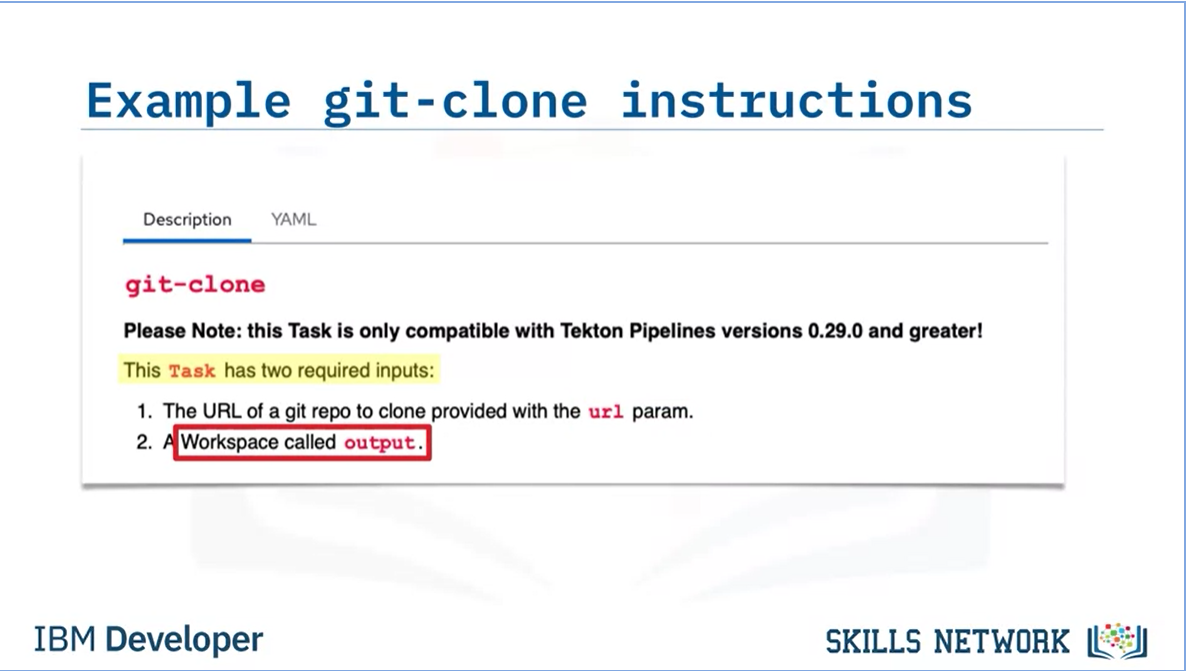 Example git-clone instructions
Description YAML
git-clone
Please Note: this Task is only compatible with Tekton Pipelines versions 0.29.0 and greater!
This Task has two required inputs:
1. The URL of a git repo to clone provided with the url param.
2. A Workspace called output.
IBM Developer
SKILLS NETWORK